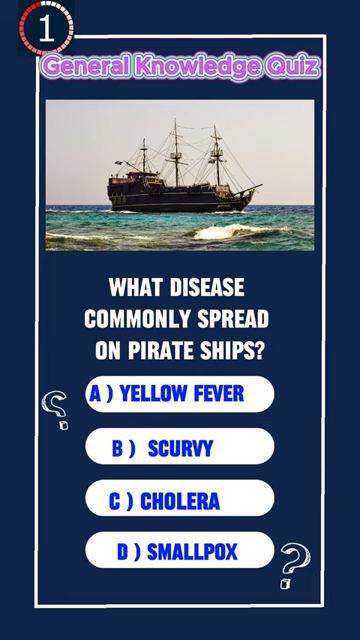 1
General Knowledge Quiz
WHAT DISEASE
COMMONLY SPREAD
ON PIRATE SHIPS?
A ) YELLOW FEVER
?
B ) SCURVY
C ) CHOLERA
D ) SMALLPOX
?